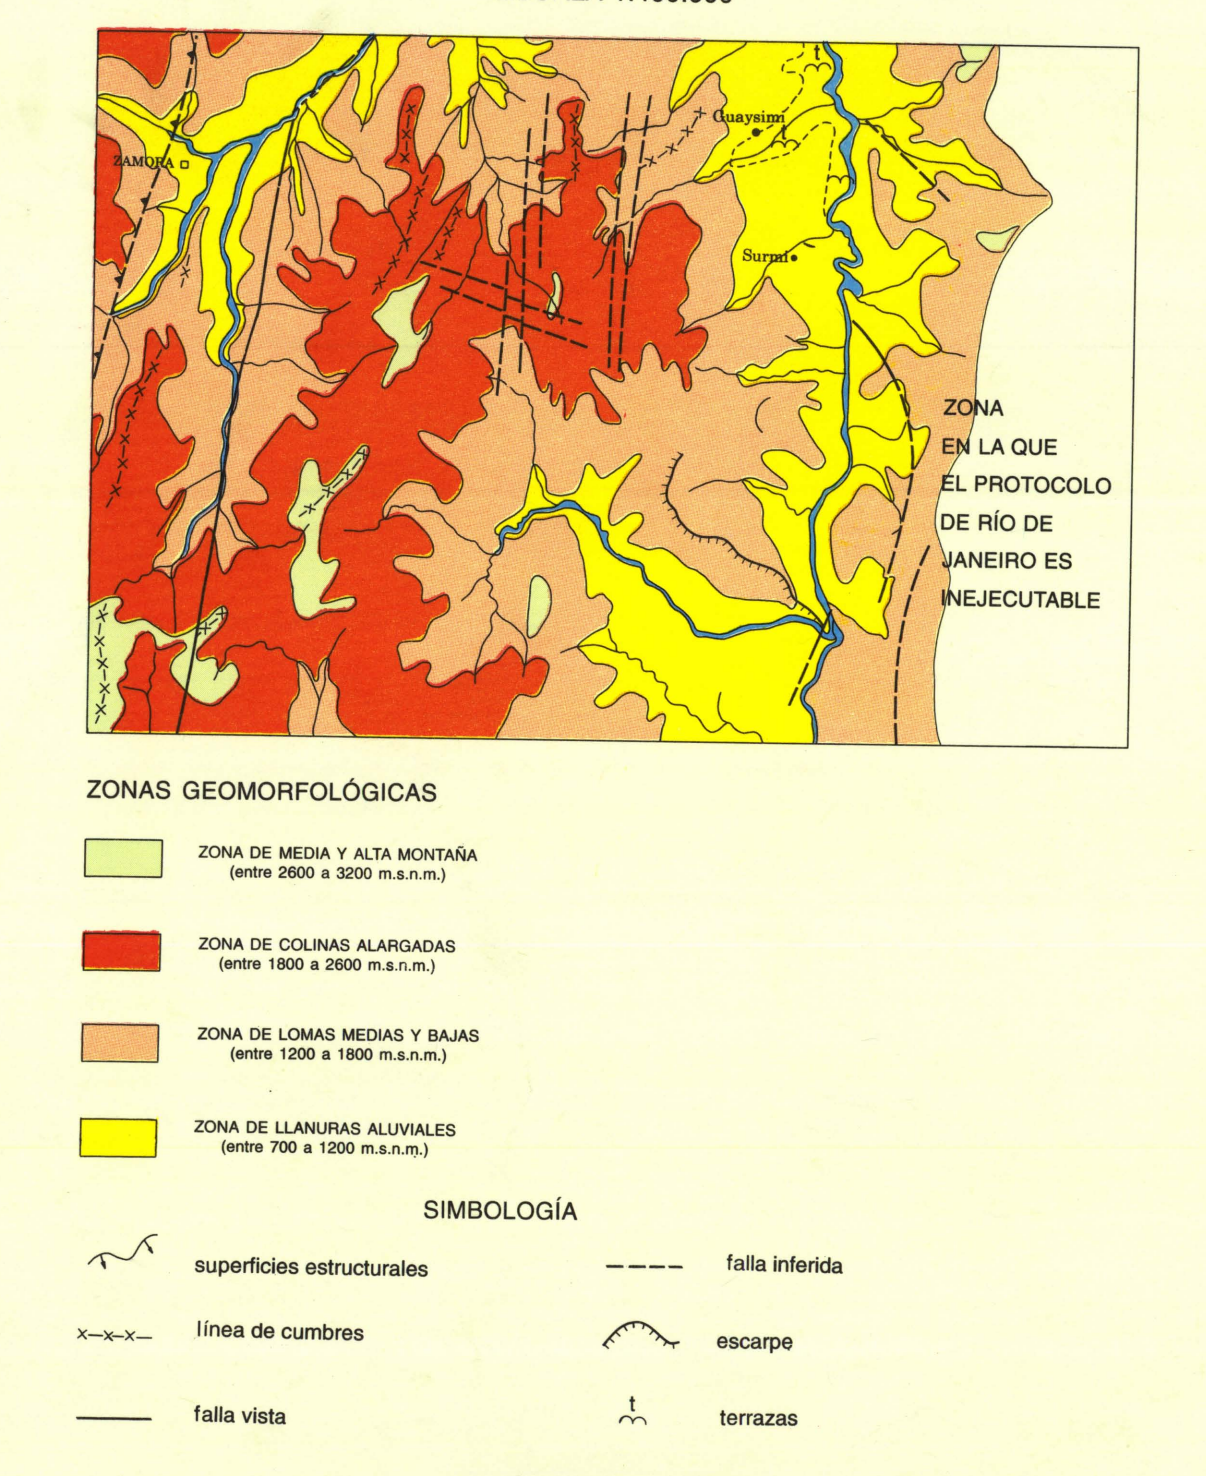 t
Guaysimi
t
ZAMORA
Surmi
ZONA
EN LA QUE
EL PROTOCOLO
DE RÍO DE
JANEIRO ES
INEJECUTABLE
ZONAS GEOMORFOLÓGICAS
ZONA DE MEDIA Y ALTA MONTAÑA
(entre 2600 a 3200 m.s.n.m.)
ZONA DE COLINAS ALARGADAS
(entre 1800 a 2600 m.s.n.m.)
ZONA DE LOMAS MEDIAS Y BAJAS
(entre 1200 a 1800 m.s.n.m.)
ZONA DE LLANURAS ALUVIALES
(entre 700 a 1200 m.s.n.m.)
SIMBOLOGÍA
superficies estructurales
falla inferida
línea de cumbres
escarpe
falla vista
t
terrazas